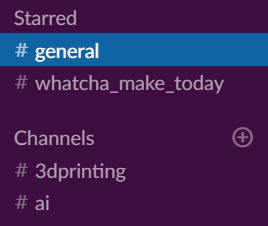 Starred
# general
# whatcha_make_today
Channels
# 3dprinting
# ai